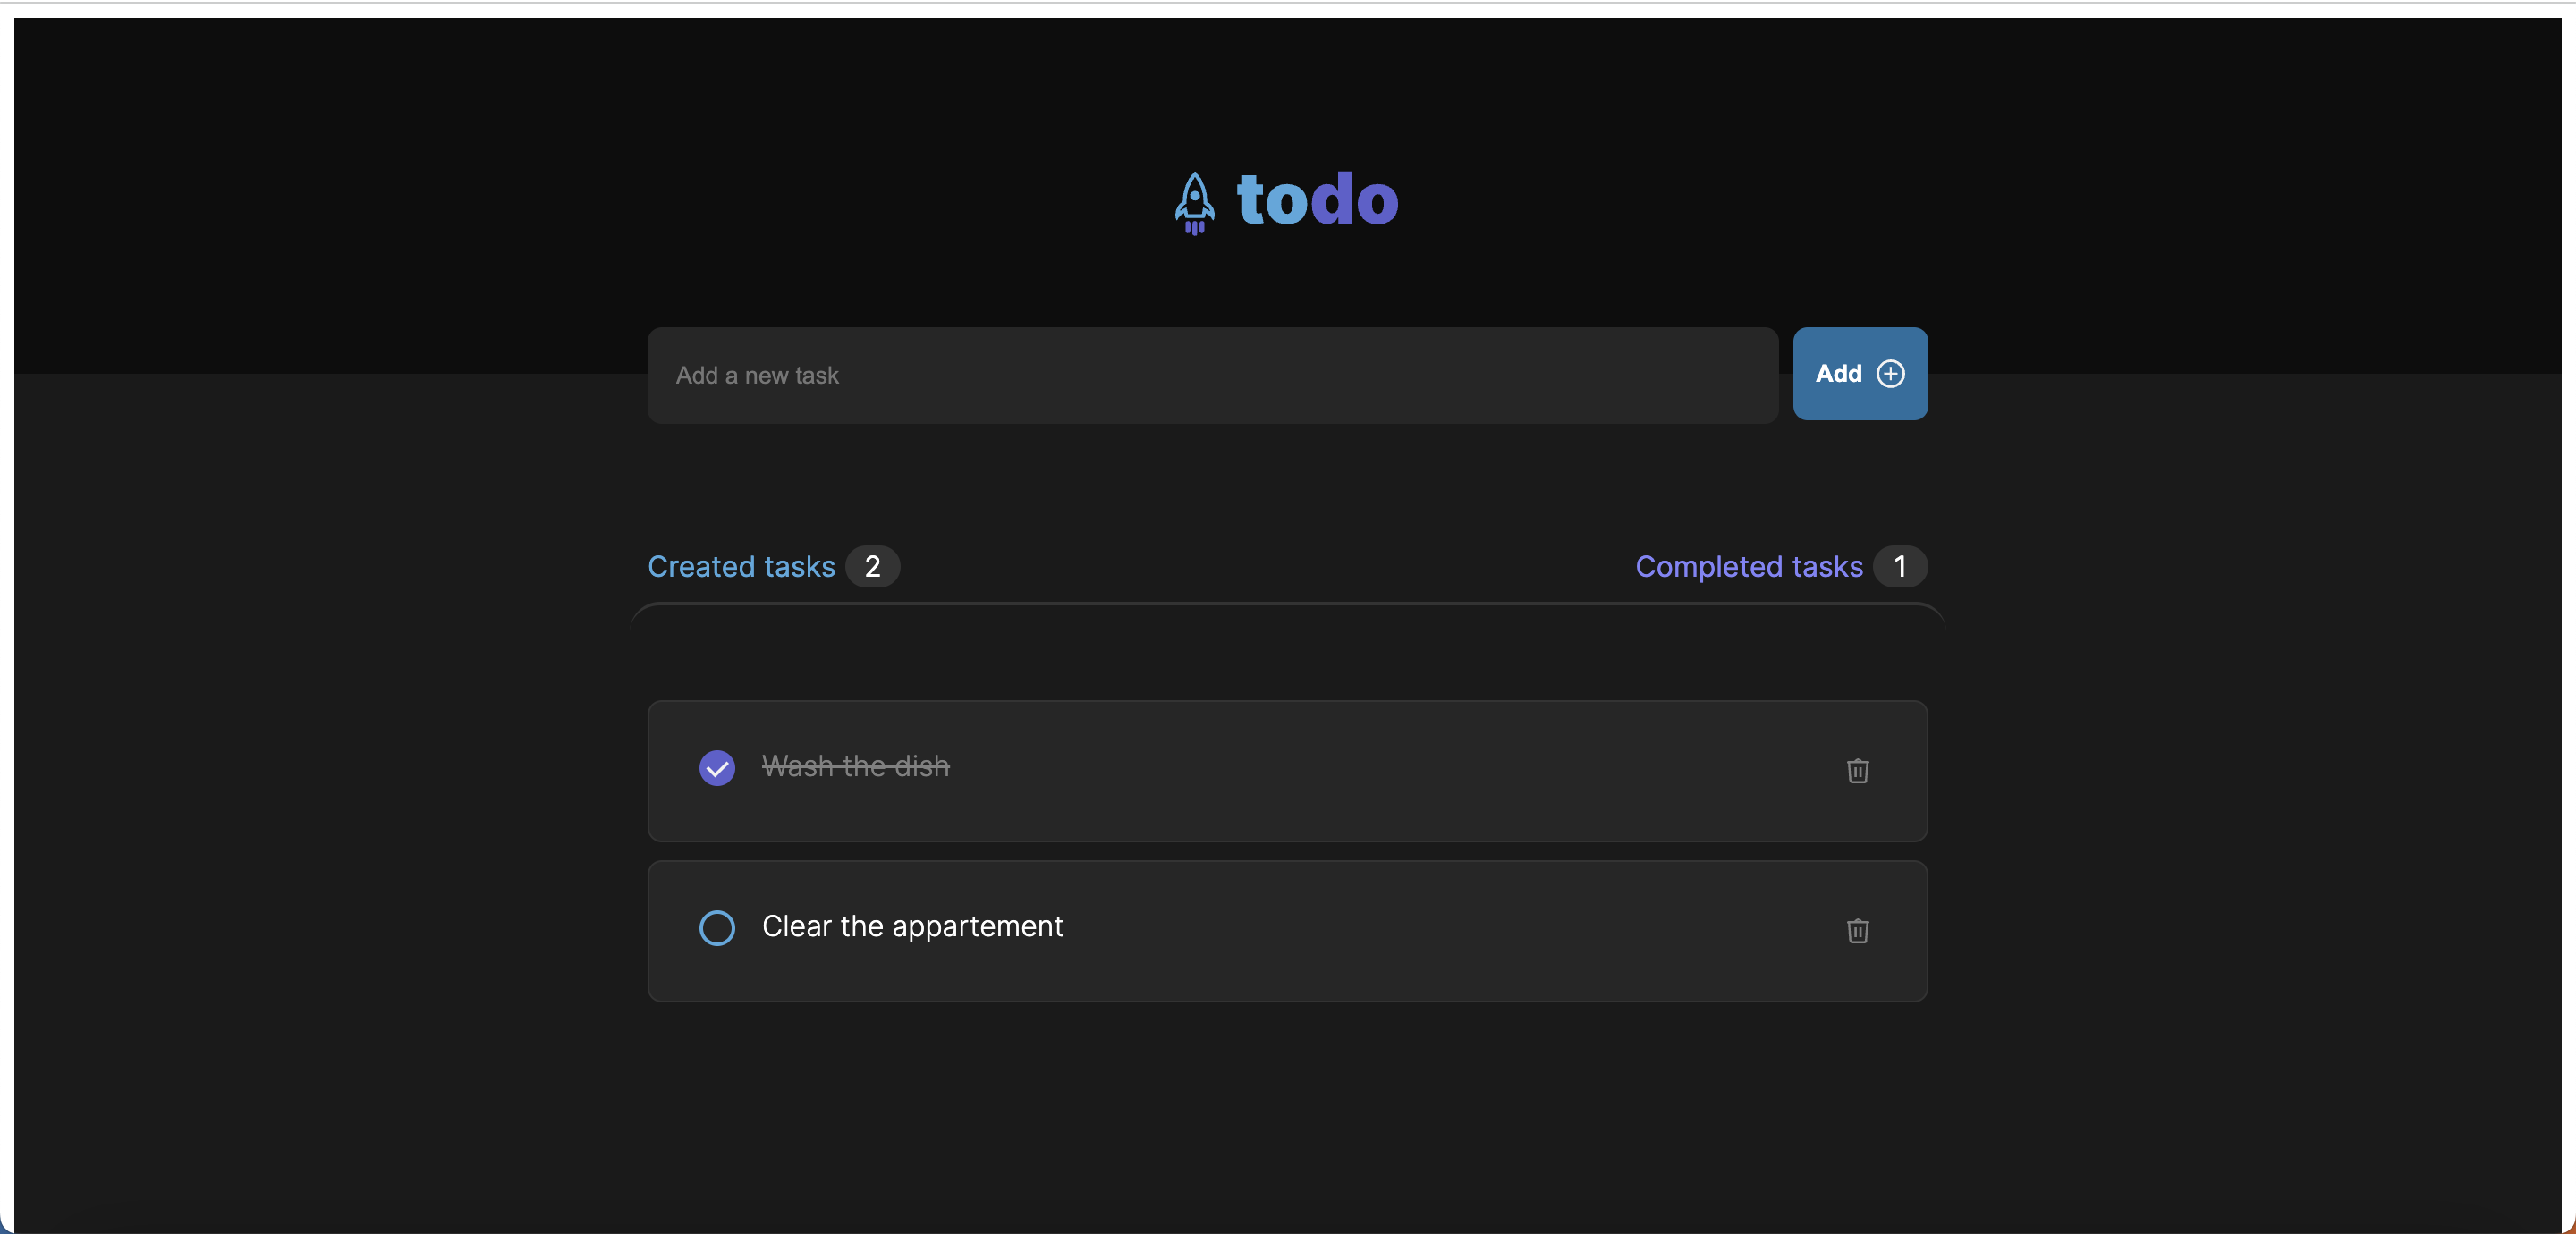 todo
Add a new task
Add
Created tasks 2
Completed tasks 1
Wash the dish
Clear the appartement